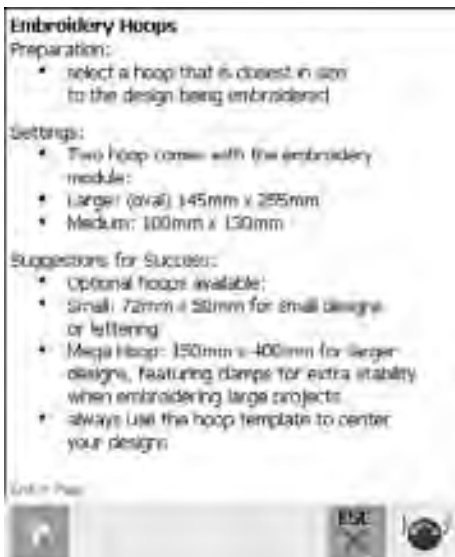 Embroidery Hoops
Preparation:
• select a hoop that is closest in size
to the design being embroidered
Settings:
• Two hoop comes with the embroidery
module:
• Large: (oval) 145mm x 255mm
• Medium: 100mm x 130mm
Suggestions for Success:
• Optional hoops available:
• Small: 72mm x 50mm for small designs
or lettering
• Mega Hoop: 150mm x 400mm for larger
designs, featuring clamps for extra stability
when embroidering large projects
• always use the hoop template to center
your designs
ESC